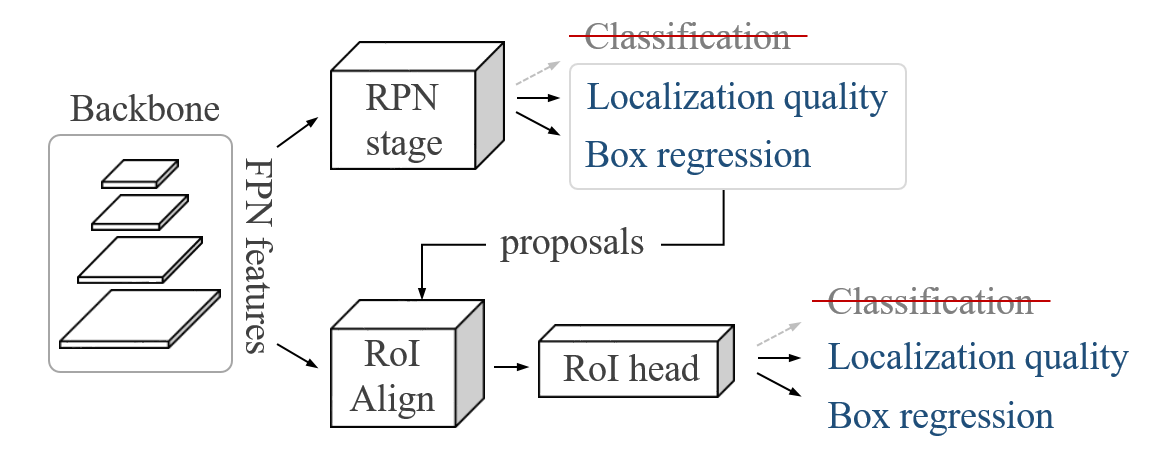 Classification
Localization quality
Box regression
RPN
stage
Backbone
FPN features
proposals
Classification
Localization quality
Box regression
RoI
Align
RoI head